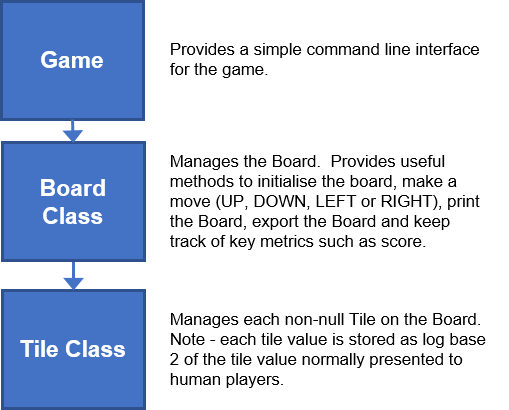 Game
Provides a simple command line interface
for the game.
Board
Class
Manages the Board.  Provides useful
methods to initialise the board, make a
move (UP, DOWN, LEFT or RIGHT), print
the Board, export the Board and keep
track of key metrics such as score.
Tile Class
Manages each non-null Tile on the Board.
Note - each tile value is stored as log base
2 of the tile value normally presented to
human players.